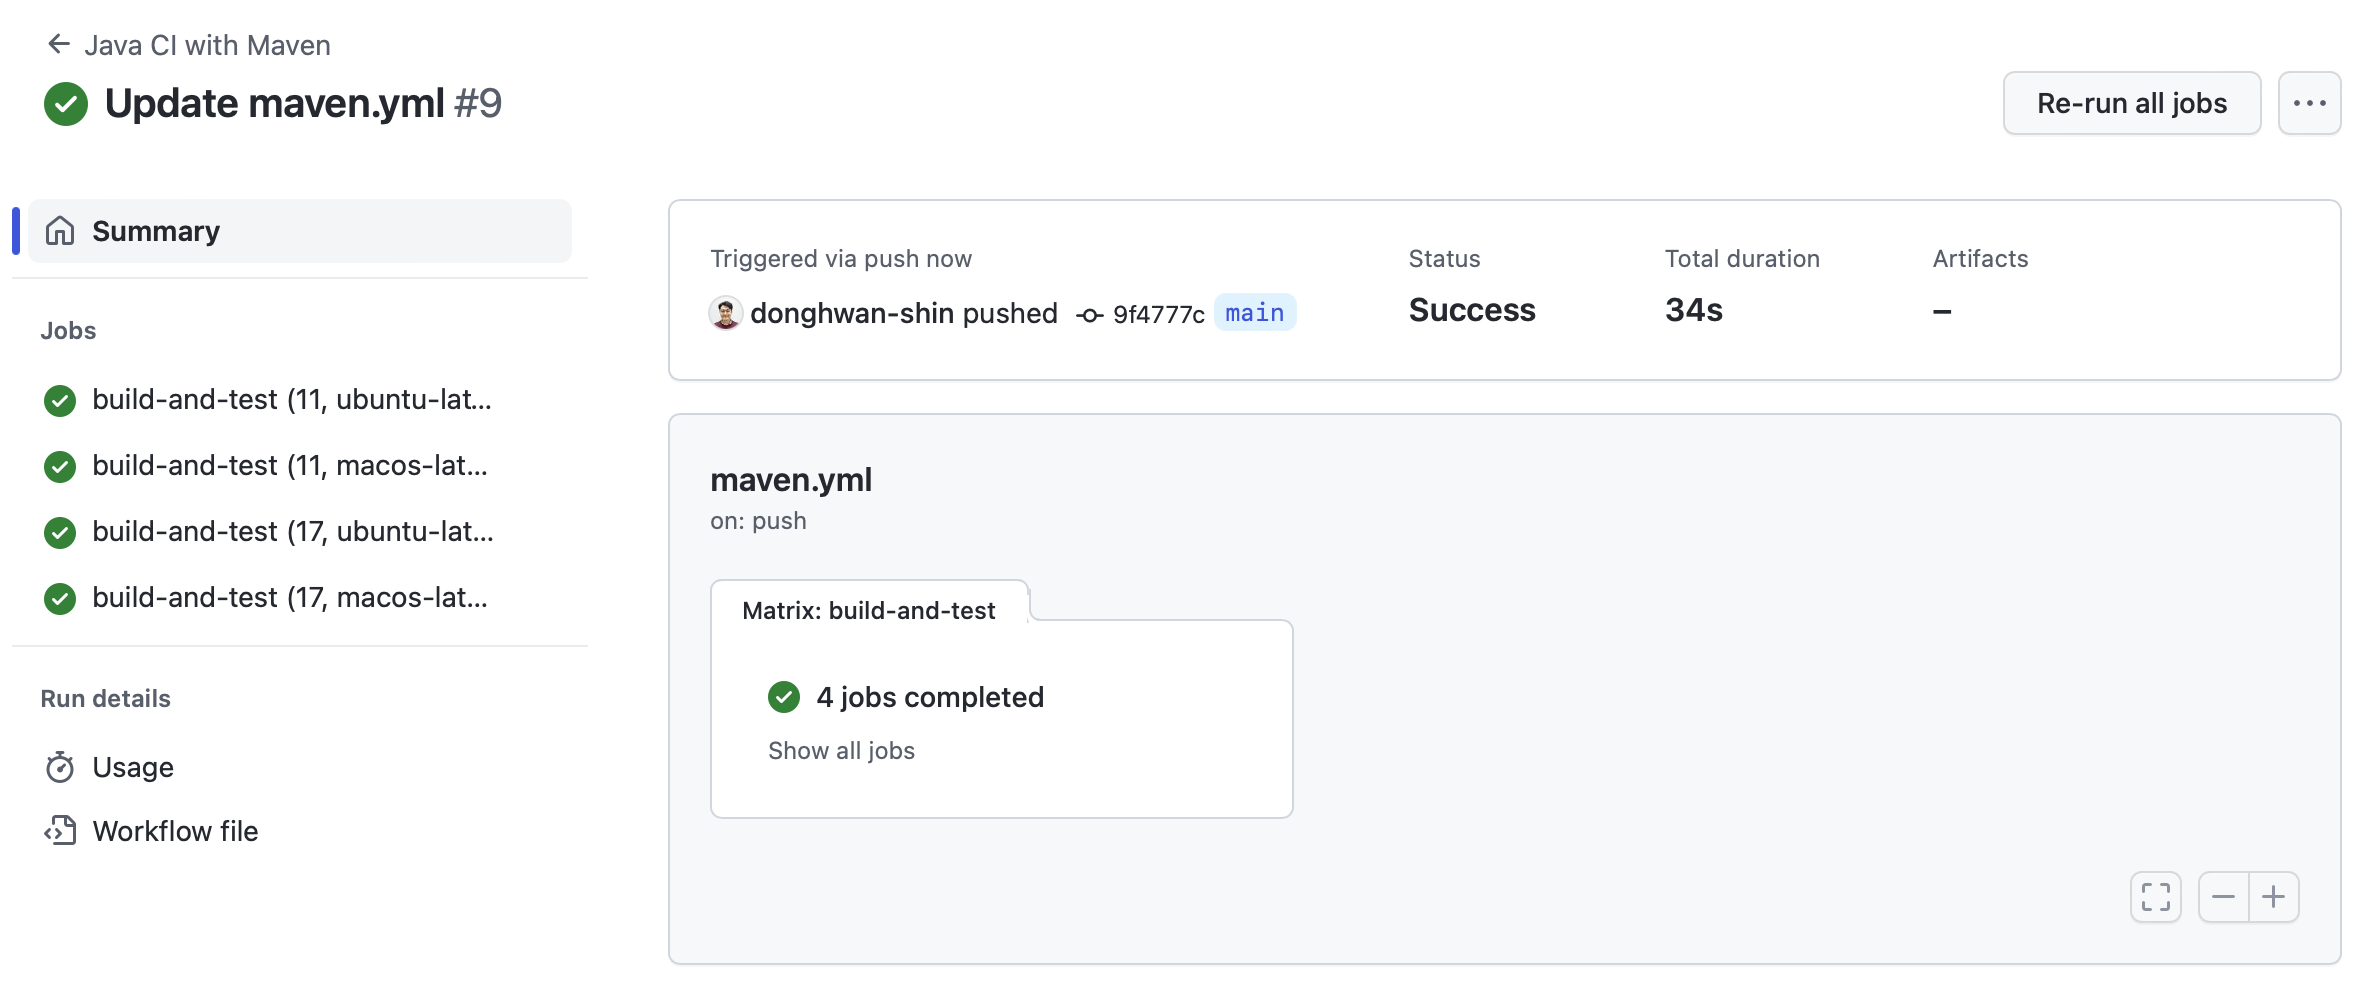 Java CI with Maven
Update maven.yml #9
Re-run all jobs
Summary
Jobs
build-and-test (11, ubuntu-lat...
build-and-test (11, macos-lat...
build-and-test (17, ubuntu-lat...
build-and-test (17, macos-lat...
Run details
Usage
Workflow file
Triggered via push now
donghwan-shin pushed 9f4777c main
Status
Success
Total duration
34s
Artifacts
–
maven.yml
on: push
Matrix: build-and-test
4 jobs completed
Show all jobs